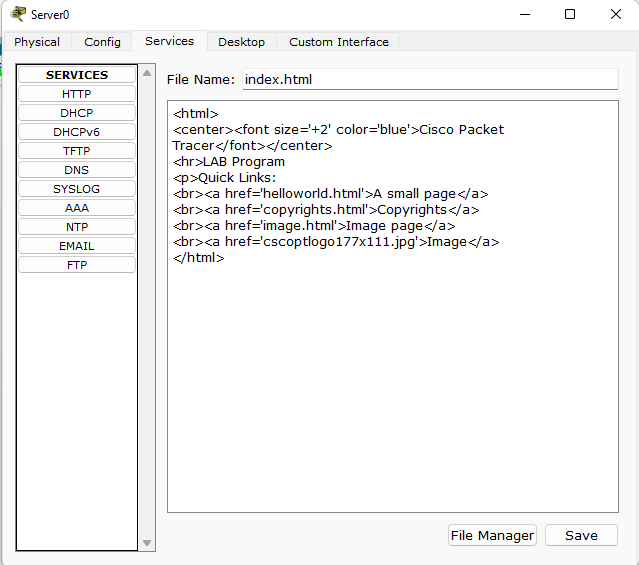 Server0
Physical Config Services Desktop Custom Interface
SERVICES
HTTP
DHCP
DHCPv6
TFTP
DNS
SYSLOG
AAA
NTP
EMAIL
FTP
File Name: index.html
<html>
<center><font size='+2' color='blue'>Cisco Packet
Tracer</font></center>
<hr>LAB Program
<p>Quick Links:
<br><a href='helloworld.html'>A small page</a>
<br><a href='copyrights.html'>Copyrights</a>
<br><a href='image.html'>Image page</a>
<br><a href='cscoptlogo177x111.jpg'>Image</a>
</html>
File Manager Save